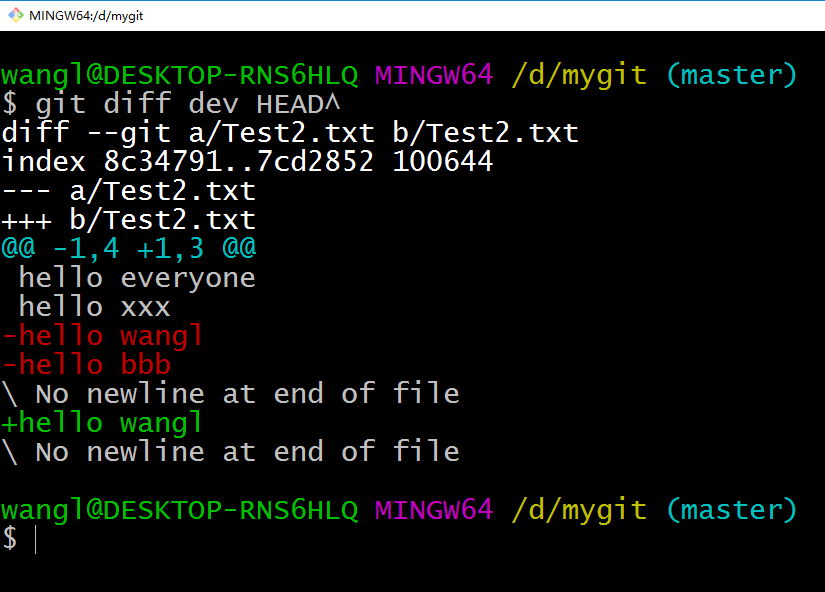 MINGW64:/d/mygit
wangl@DESKTOP-RNS6HLQ MINGW64 /d/mygit (master)
$ git diff dev HEAD^
diff --git a/Test2.txt b/Test2.txt
index 8c34791..7cd2852 100644
--- a/Test2.txt
+++ b/Test2.txt
@@ -1,4 +1,3 @@
 hello everyone
 hello xxx
-hello wangl
-hello bbb
\ No newline at end of file
+hello wangl
\ No newline at end of file
wangl@DESKTOP-RNS6HLQ MINGW64 /d/mygit (master)
$